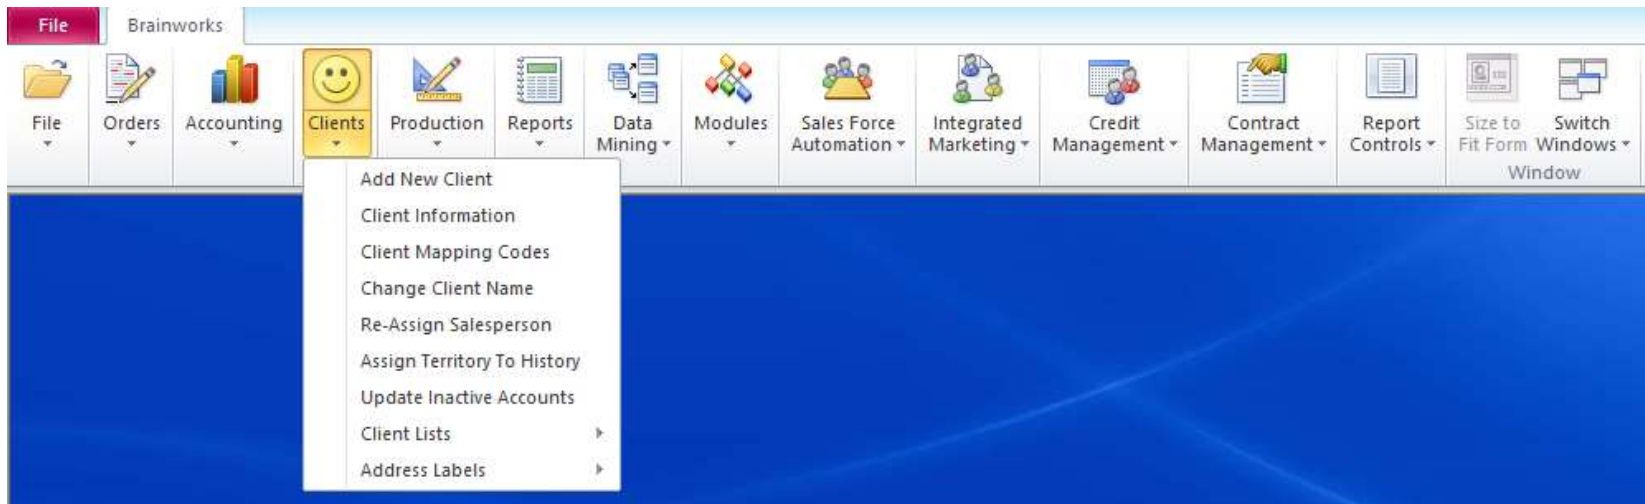 File Brainworks
File Orders Accounting Clients Production Reports Data Mining Modules Sales Force Automation Integrated Marketing Credit Management Contract Management Report Controls Size to Fit Form Switch Windows
Window
Add New Client
Client Information
Client Mapping Codes
Change Client Name
Re-Assign Salesperson
Assign Territory To History
Update Inactive Accounts
Client Lists
Address Labels